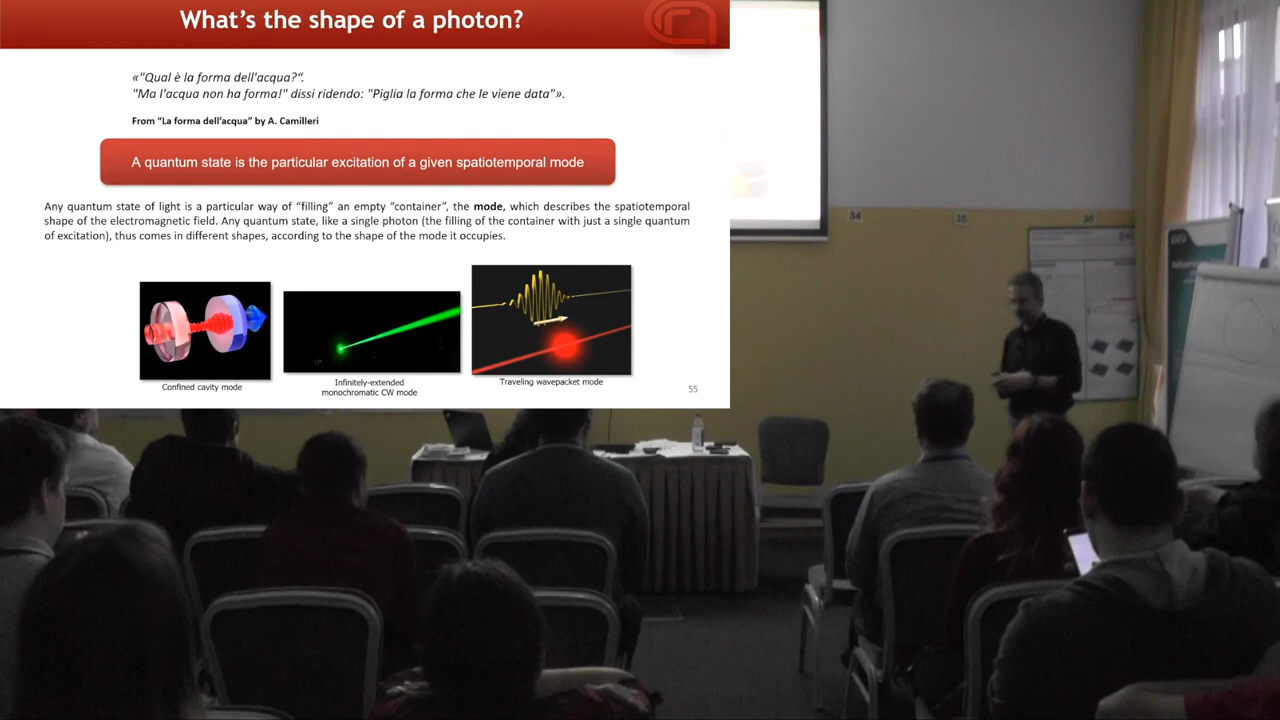 What's the shape of a photon?
«"Qual è la forma dell'acqua?“.
"Ma l'acqua non ha forma!" dissi ridendo: "Piglia la forma che le viene data"».
From “La forma dell’acqua” by A. Camilleri
A quantum state is the particular excitation of a given spatiotemporal mode
Any quantum state of light is a particular way of “filling” an empty “container”, the mode, which describes the spatiotemporal
shape of the electromagnetic field. Any quantum state, like a single photon (the filling of the container with just a single quantum
of excitation), thus comes in different shapes, according to the shape of the mode it occupies.
Confined cavity mode
Infinitely-extended
monochromatic CW mode
Traveling wavepacket mode
55
34
35
36